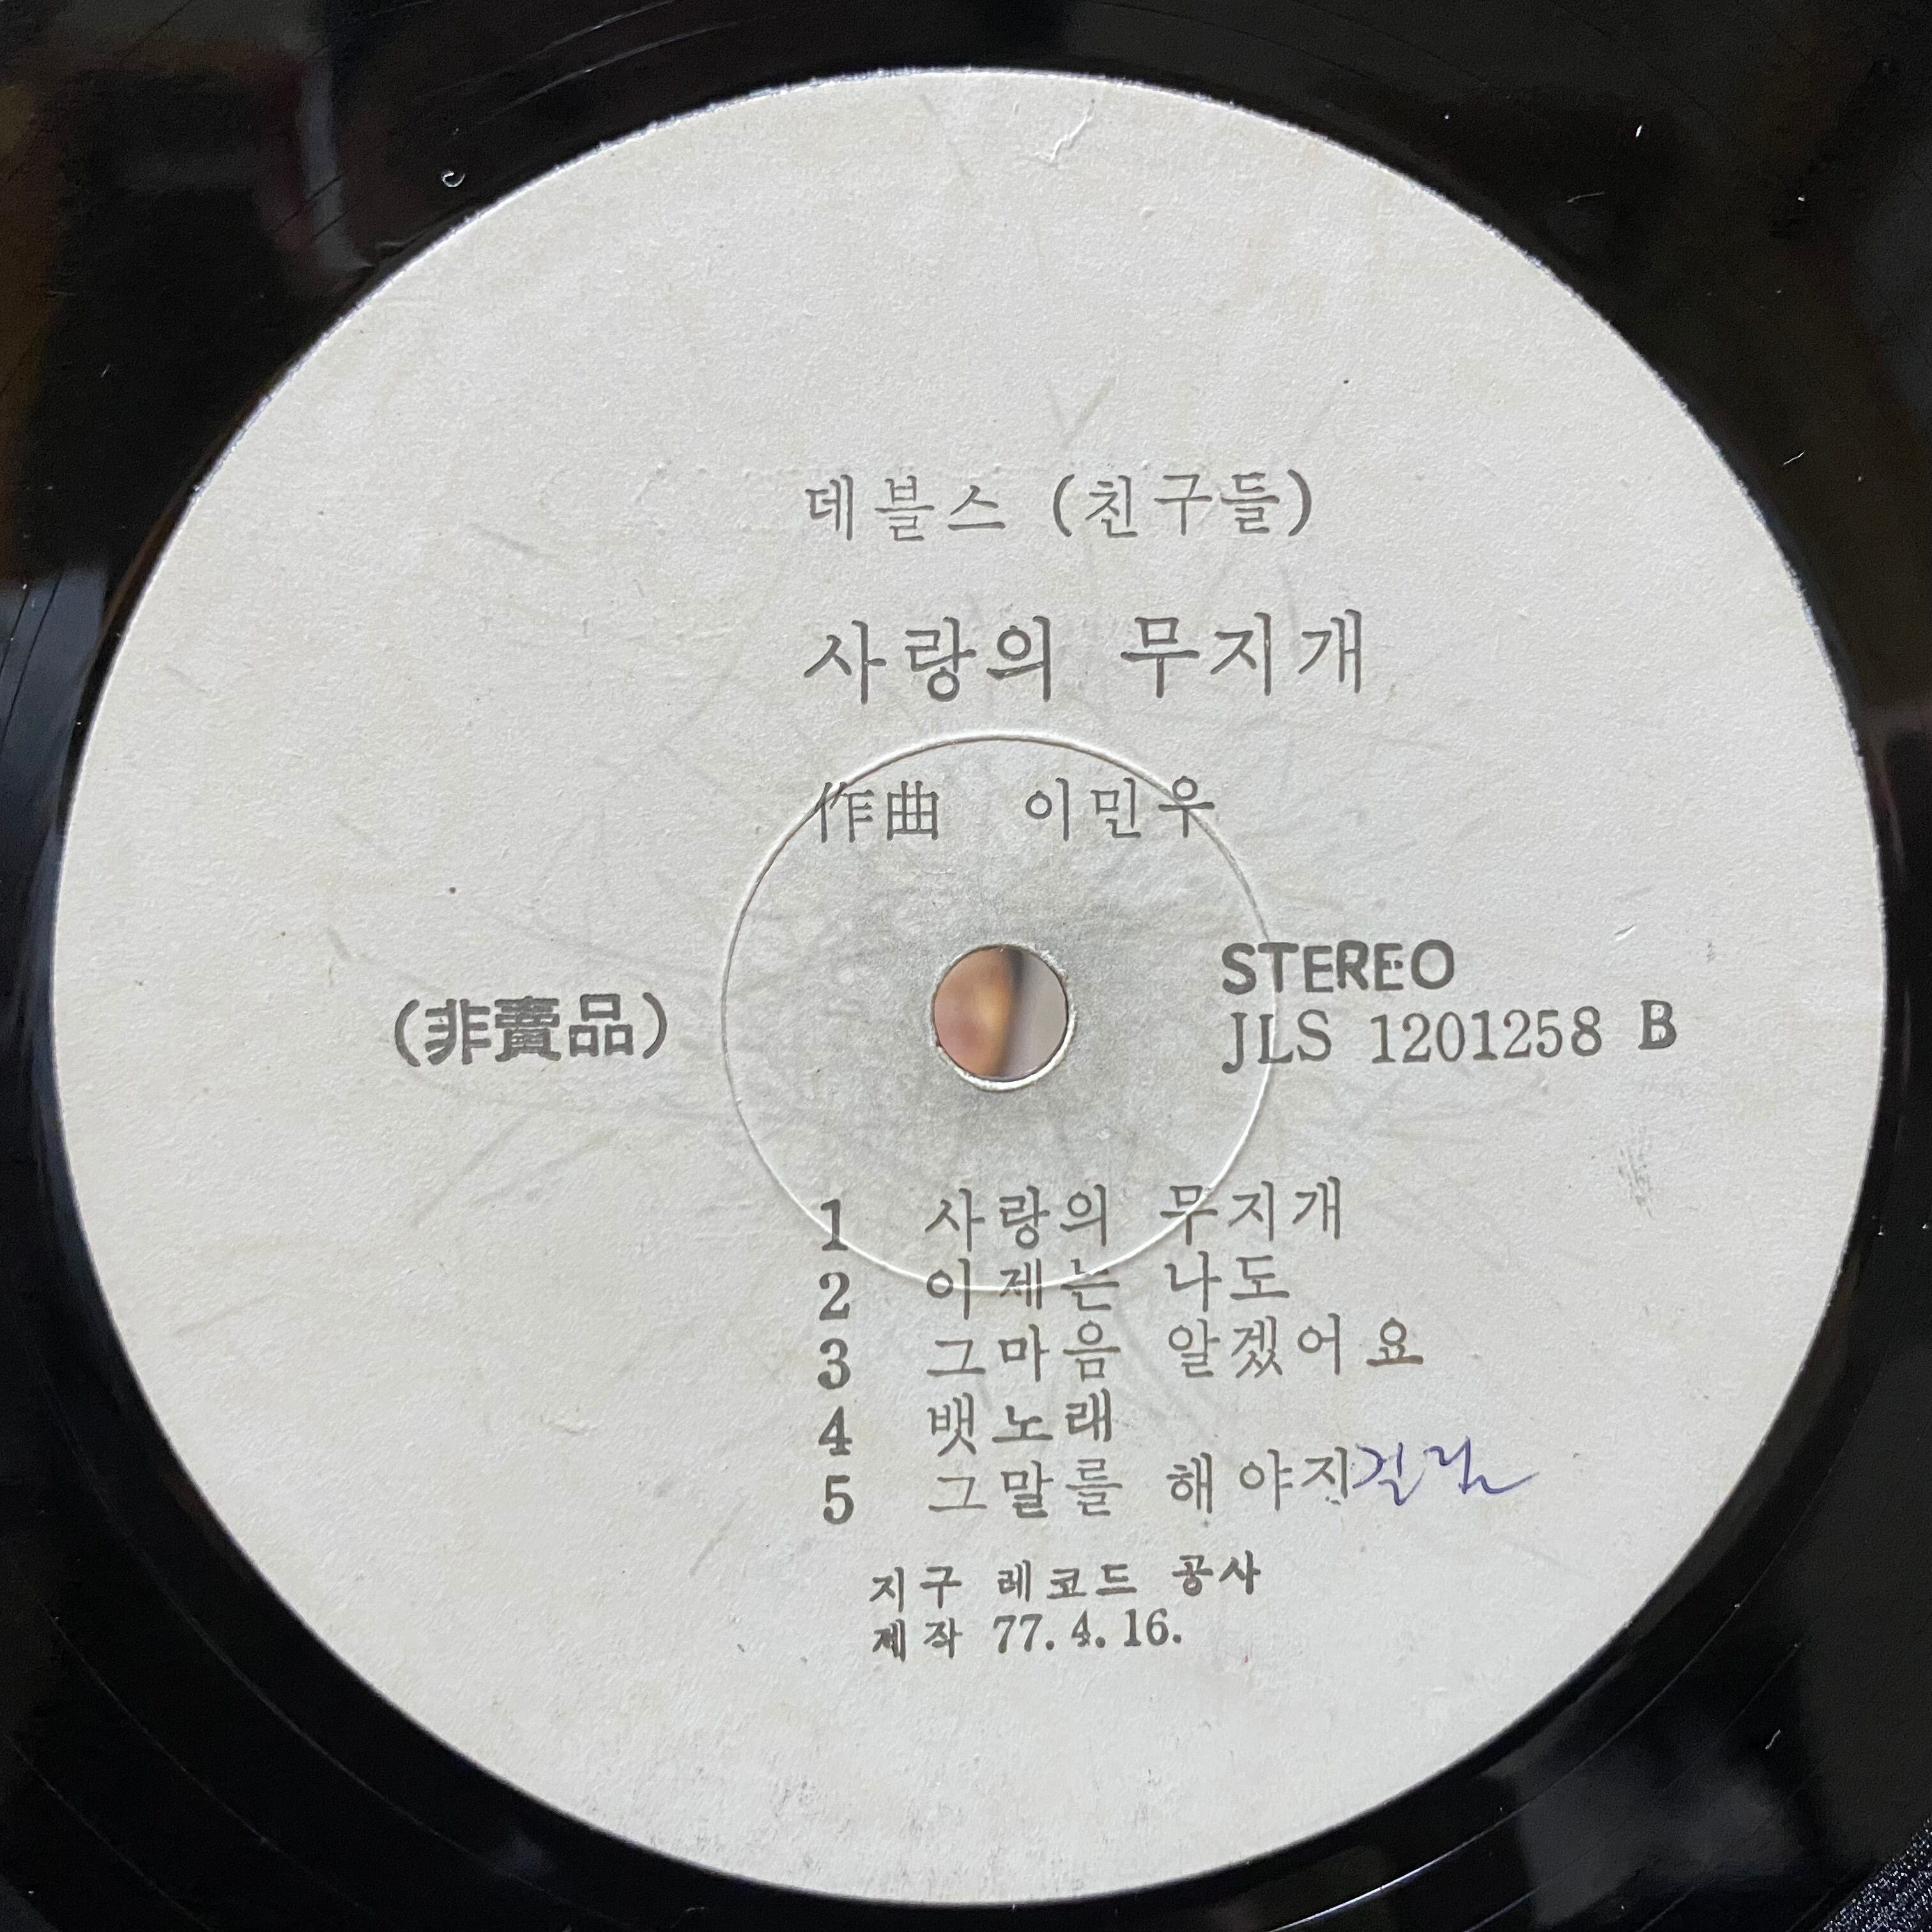 데블스 (친구들)
사랑의 무지개
作曲 이민우
STEREO
(非賣品)
JLS 1201258 B
1 사랑의 무지개
2 이제는 나도
3 그마음 알겠어요
4 뱃노래
5 그말를 해야지
지구 레코드 공사
제작 77.4.16.